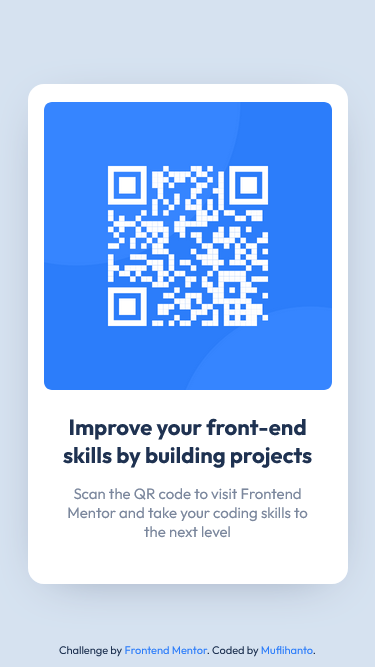 Improve your front-end
skills by building projects
Scan the QR code to visit Frontend
Mentor and take your coding skills to
the next level
Challenge by Frontend Mentor. Coded by Muflihanto.